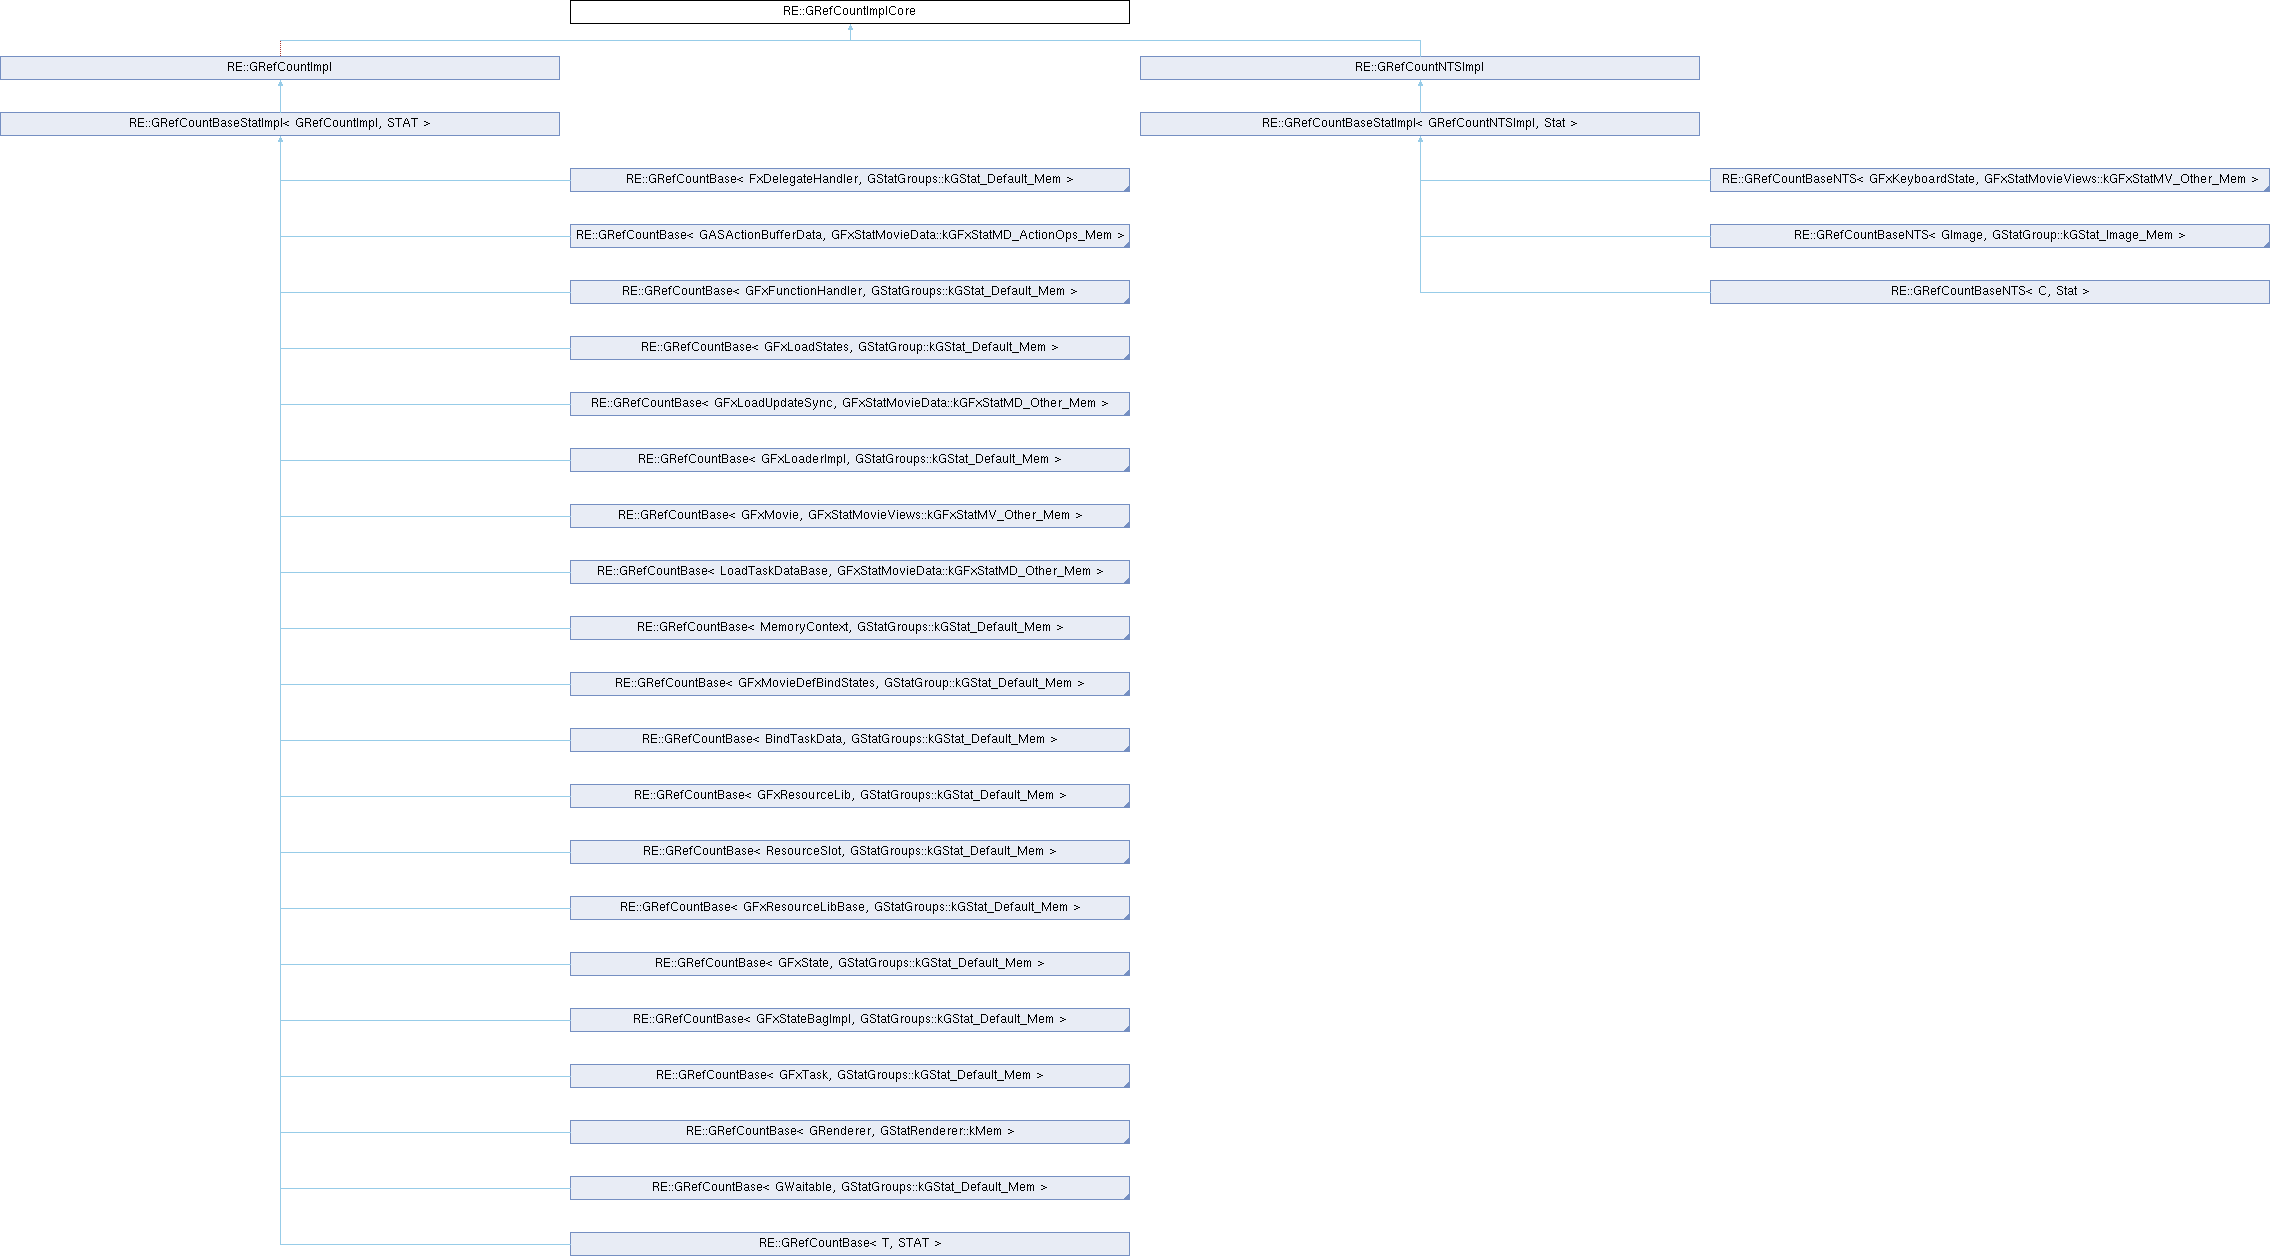 RE::GRefCountImplCore
RE::GRefCountImpl
RE::GRefCountNTSImpl
RE::GRefCountBaseStatImpl< GRefCountImpl, STAT >
RE::GRefCountBaseStatImpl< GRefCountNTSImpl, Stat >
RE::GRefCountBase< FxDelegateHandler, GStatGroups::kGStat_Default_Mem >
RE::GRefCountBaseNTS< GFxKeyboardState, GFxStatMovieViews::kGFxStatMV_Other_Mem >
RE::GRefCountBase< GASActionBufferData, GFxStatMovieData::kGFxStatMD_ActionOps_Mem >
RE::GRefCountBaseNTS< GImage, GStatGroup::kGStat_Image_Mem >
RE::GRefCountBase< GFxFunctionHandler, GStatGroups::kGStat_Default_Mem >
RE::GRefCountBaseNTS< C, Stat >
RE::GRefCountBase< GFxLoadStates, GStatGroup::kGStat_Default_Mem >
RE::GRefCountBase< GFxLoadUpdateSync, GFxStatMovieData::kGFxStatMD_Other_Mem >
RE::GRefCountBase< GFxLoaderImpl, GStatGroups::kGStat_Default_Mem >
RE::GRefCountBase< GFxMovie, GFxStatMovieViews::kGFxStatMV_Other_Mem >
RE::GRefCountBase< LoadTaskDataBase, GFxStatMovieData::kGFxStatMD_Other_Mem >
RE::GRefCountBase< MemoryContext, GStatGroups::kGStat_Default_Mem >
RE::GRefCountBase< GFxMovieDefBindStates, GStatGroup::kGStat_Default_Mem >
RE::GRefCountBase< BindTaskData, GStatGroups::kGStat_Default_Mem >
RE::GRefCountBase< GFxResourceLib, GStatGroups::kGStat_Default_Mem >
RE::GRefCountBase< ResourceSlot, GStatGroups::kGStat_Default_Mem >
RE::GRefCountBase< GFxResourceLibBase, GStatGroups::kGStat_Default_Mem >
RE::GRefCountBase< GFxState, GStatGroups::kGStat_Default_Mem >
RE::GRefCountBase< GFxStateBagImpl, GStatGroups::kGStat_Default_Mem >
RE::GRefCountBase< GFxTask, GStatGroups::kGStat_Default_Mem >
RE::GRefCountBase< GRenderer, GStatRenderer::kMem >
RE::GRefCountBase< GWaitable, GStatGroups::kGStat_Default_Mem >
RE::GRefCountBase< T, STAT >